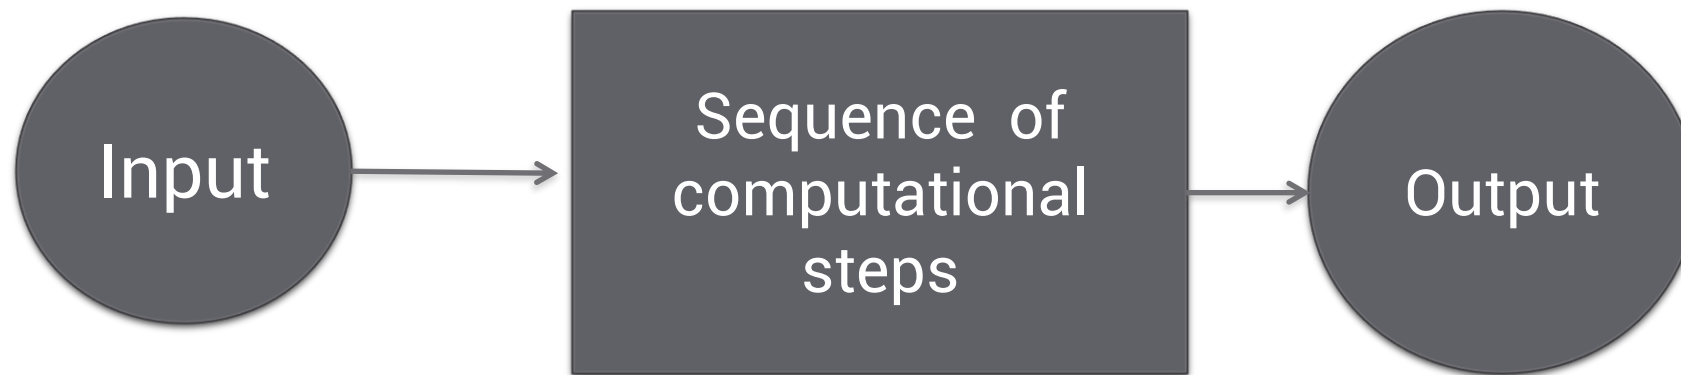 Input
Sequence of
computational
steps
Output